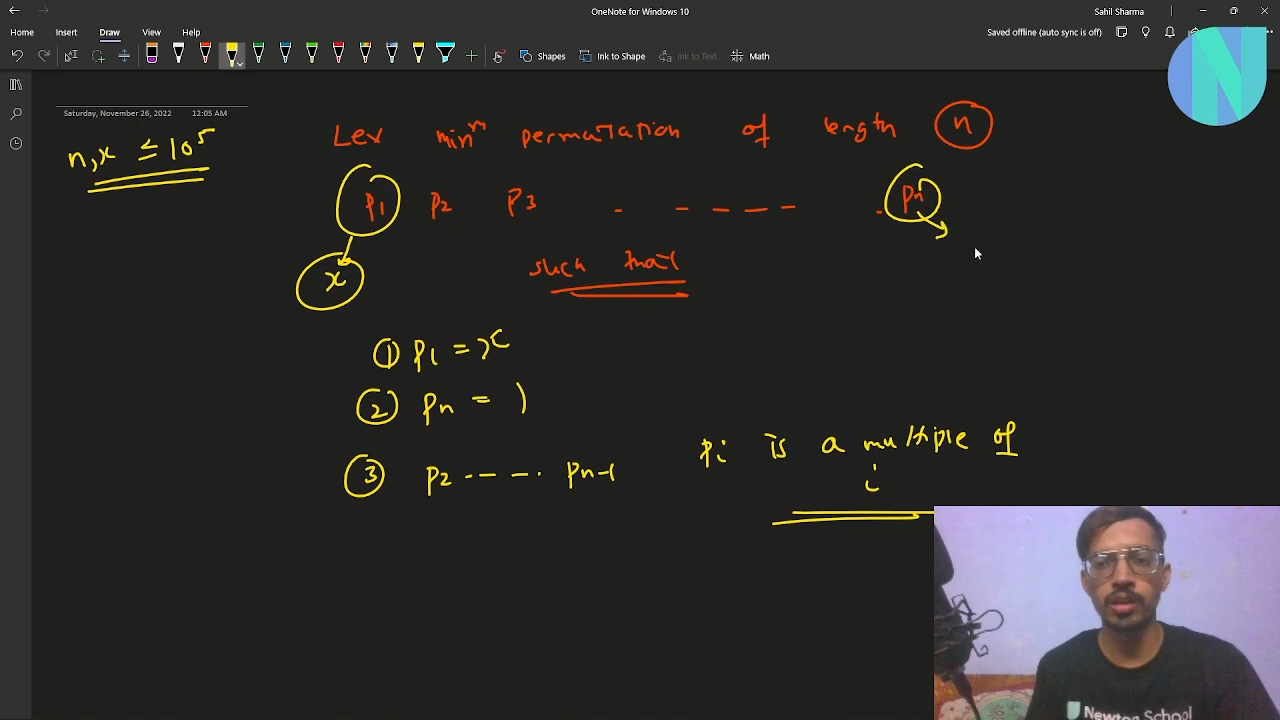 OneNote for Windows 10
Sahil Sharma
Home Insert Draw View Help
Saved offline (auto sync is off)
Shapes Ink to Shape Ink to Text Math
Saturday, November 26, 2022 12:05 AM
n,x ≤ 10^5
Lex min^m permutation of length n
p1 p2 p3 . - - - - - . pn
x
such that
① p1 = x
② pn = 1
③ p2 . - - - . pn-1 pi is a multiple of
i
Newton School